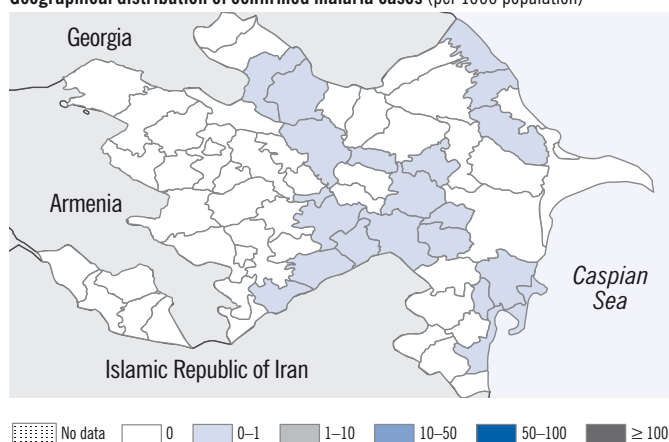 Geographical distribution of confirmed malaria cases (per 1000 population)
Georgia
Armenia
Caspian
Sea
Islamic Republic of Iran
No data 0 0–1 1–10 10–50 50–100 ≥ 100